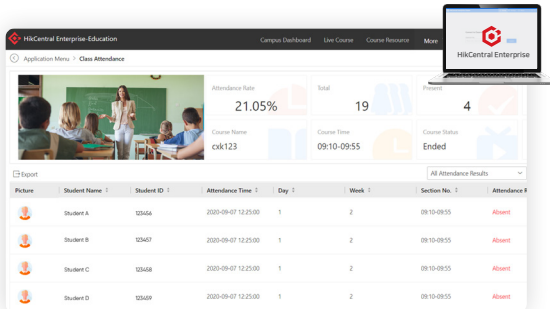 HikCentral Enterprise-Education
Campus Dashboard Live Course Course Resource More
HikCentral Enterprise
Application Menu > Class Attendance
Attendance Rate Total Present
21.05% 19 4
Course Name Course Time Course Status
cxk123 09:10-09:55 Ended
Export All Attendance Results
Picture Student Name Student ID Attendance Time Day Week Section No. Attendance R
Student A 123456 2020-09-07 12:25:00 1 2 09:10-09:55 Absent
Student B 123457 2020-09-07 12:25:00 1 2 09:10-09:55 Absent
Student C 123458 2020-09-07 12:25:00 1 2 09:10-09:55 Absent
Student D 123459 2020-09-07 12:25:00 1 2 09:10-09:55 Absent